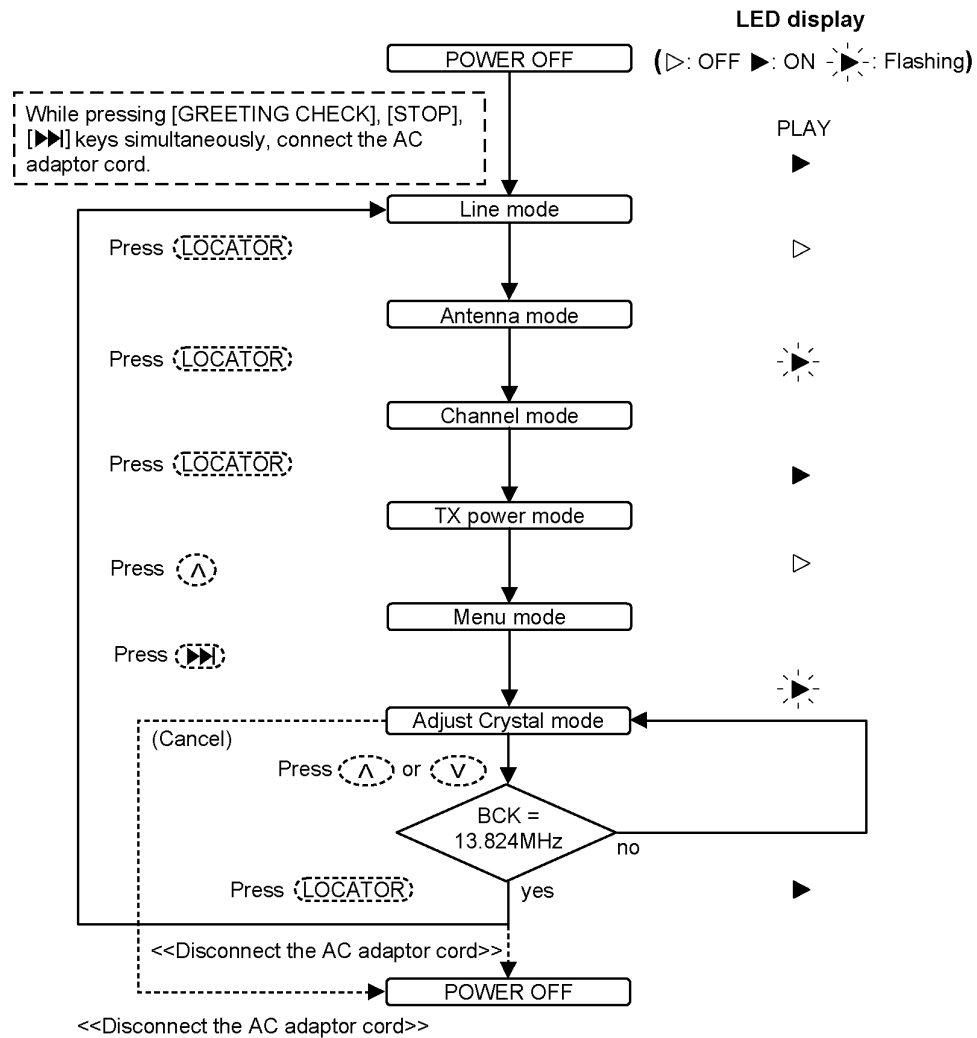 LED display
POWER OFF
(▷: OFF ▶: ON ▶: Flashing)
While pressing [GREETING CHECK], [STOP],
[▶▶|] keys simultaneously, connect the AC
adaptor cord.
PLAY
Line mode
Press (LOCATOR)
Antenna mode
Press (LOCATOR)
Channel mode
Press (LOCATOR)
TX power mode
Press (Λ)
Menu mode
Press (▶▶|)
Adjust Crystal mode
(Cancel)
Press (Λ) or (V)
BCK =
13.824MHz
no
Press (LOCATOR)
yes
<<Disconnect the AC adaptor cord>>
POWER OFF
<<Disconnect the AC adaptor cord>>